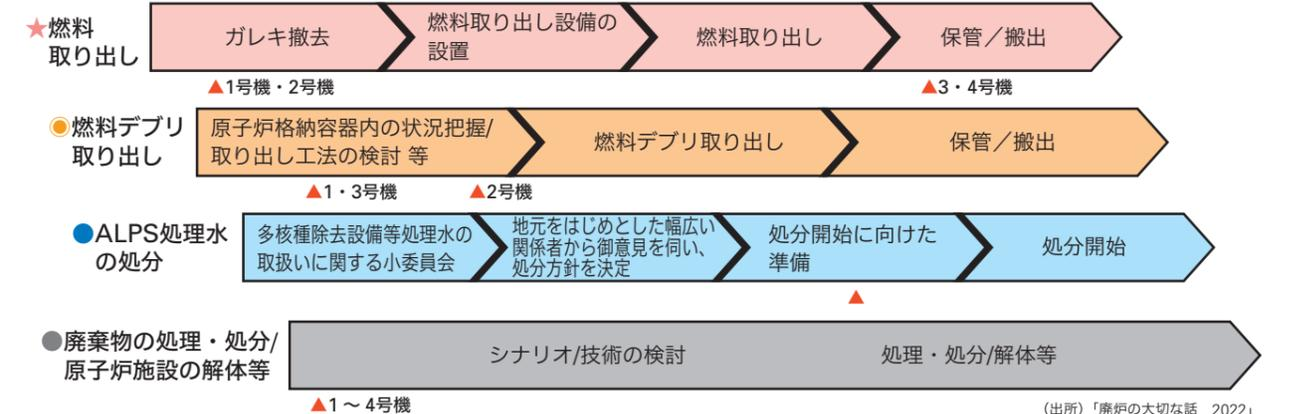 ★燃料
取り出し
ガレキ撤去
燃料取り出し設備の
設置
燃料取り出し
保管／搬出
▲1号機・2号機
▲3・4号機
燃料デブリ
取り出し
原子炉格納容器内の状況把握/
取り出し工法の検討 等
燃料デブリ取り出し
保管／搬出
▲1・3号機
▲2号機
●ALPS処理水
の処分
多核種除去設備等処理水の
取扱いに関する小委員会
地元をはじめとした幅広い
関係者から御意見を伺い、
処分方針を決定
処分開始に向けた
準備
処分開始
▲
●廃棄物の処理・処分/
原子炉施設の解体等
シナリオ/技術の検討
処理・処分/解体等
▲1～4号機
（出所）「廃炉の大切な話　2022」